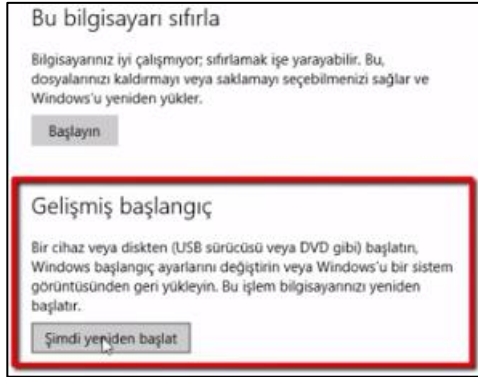 Bu bilgisayarı sıfırla
Bilgisayarınız iyi çalışmıyor; sıfırlamak işe yarayabilir. Bu,
dosyalarınızı kaldırmayı veya saklamayı seçebilmenizi sağlar ve
Windows'u yeniden yükler.
Başlayın
Gelişmiş başlangıç
Bir cihaz veya diskten (USB sürücüsü veya DVD gibi) başlatın,
Windows başlangıç ayarlarını değiştirin veya Windows'u bir sistem
görüntüsünden geri yükleyin. Bu işlem bilgisayarınızı yeniden
başlatır.
Şimdi yeniden başlat